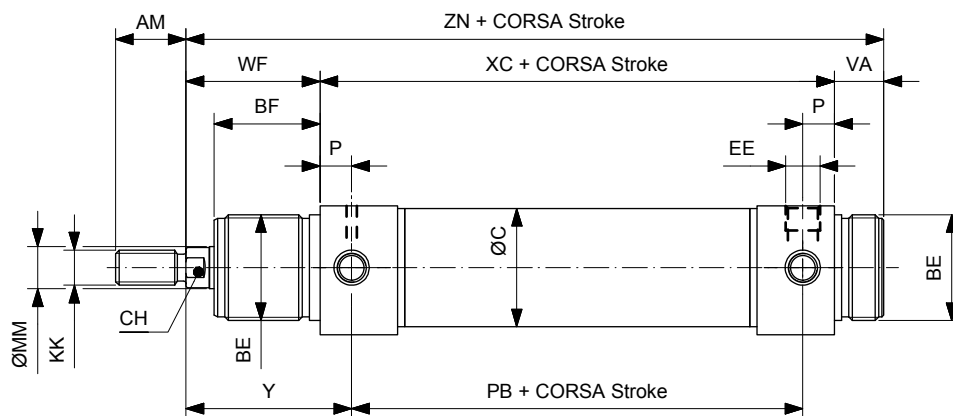 ZN + CORSA Stroke
AM
WF
XC + CORSA Stroke
VA
BF
P
P
EE
ØC
BE
ØMM
KK
CH
BE
Y
PB + CORSA Stroke